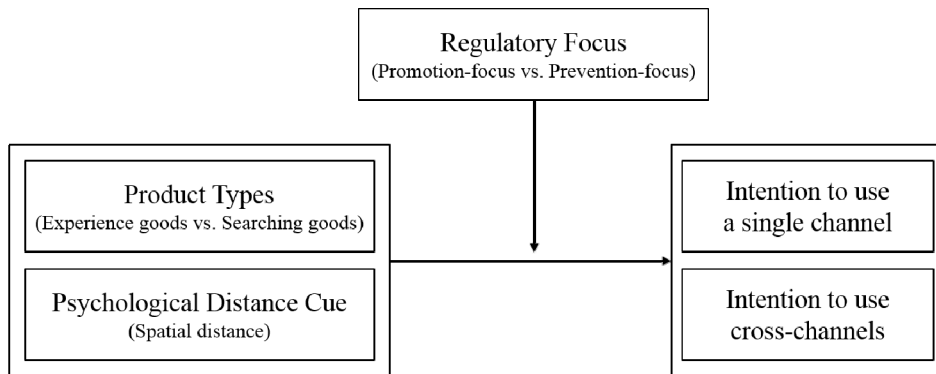 Regulatory Focus
(Promotion-focus vs. Prevention-focus)
Product Types
(Experience goods vs. Searching goods)
Psychological Distance Cue
(Spatial distance)
Intention to use
a single channel
Intention to use
cross-channels